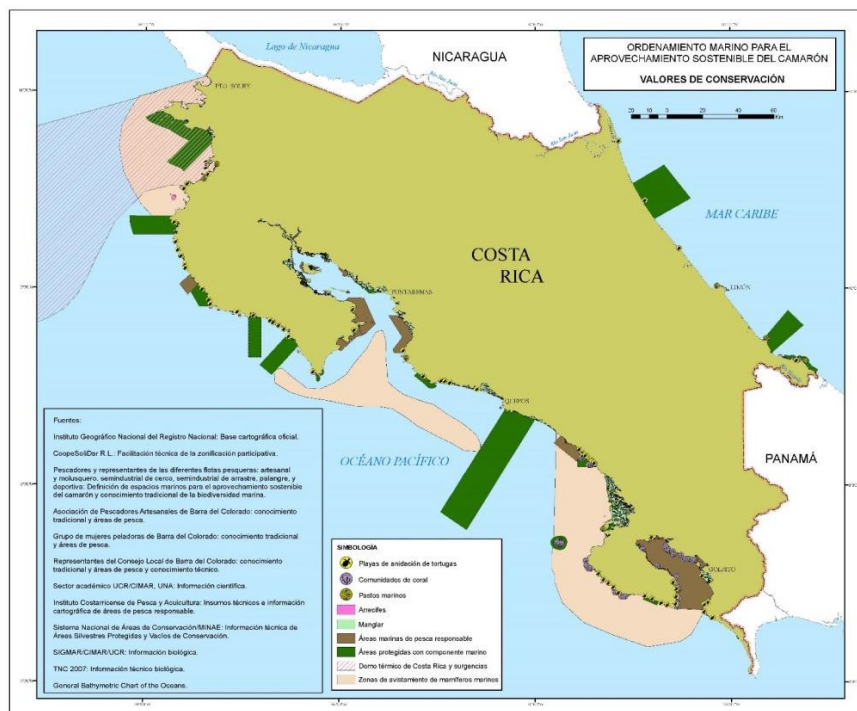 Lago de Nicaragua
NICARAGUA
ORDENAMIENTO MARINO PARA EL
APROVECHAMIENTO SOSTENIBLE DEL CAMARÓN
VALORES DE CONSERVACIÓN
Km
PTO. SOLEY
Río San Juan
Río San Juan
MAR CARIBE
COSTA
RICA
PUNTARENAS
LIMÓN
QUEPOS
OCÉANO PACÍFICO
PANAMÁ
GOLFITO
Fuentes:
Instituto Geográfico Nacional del Registro Nacional: Base cartográfica oficial.
CoopeSoliDar R.L.: Facilitación técnica de la zonificación participativa.
Pescadores y representantes de las diferentes flotas pesqueras: artesanal
y molusquero, semindustrial de cerco, semindustrial de arrastre, palangre, y
deportiva: Definición de espacios marinos para el aprovechamiento sostenible
del camarón y conocimiento tradicional de la biodiversidad marina.
Asociación de Pescadores Artesanales de Barra del Colorado: conocimiento
tradicional y áreas de pesca.
Grupo de mujeres peladoras de Barra del Colorado: conocimiento tradicional
y áreas de pesca.
Representantes del Consejo Local de Barra del Colorado: conocimiento
tradicional y áreas de pesca y conocimiento técnico.
Sector académico UCR/CIMAR, UNA: Información científica.
Instituto Costarricense de Pesca y Acuicultura: Insumos técnicos e información
cartográfica de áreas de pesca responsable.
Sistema Nacional de Áreas de Conservación/MINAE: Información técnica de
Áreas Silvestres Protegidas y Vacíos de Conservación.
SIGMAR/CIMAR/UCR: Información biológica.
TNC 2007: Información técnico biológica.
General Bathymetric Chart of the Oceans.
SIMBOLOGÍA
Playas de anidación de tortugas
Comunidades de coral
Pastos marinos
Arrecifes
Manglar
Áreas marinas de pesca responsable
Áreas protegidas con componente marino
Domo térmico de Costa Rica y surgencias
Zonas de avistamiento de mamíferos marinos